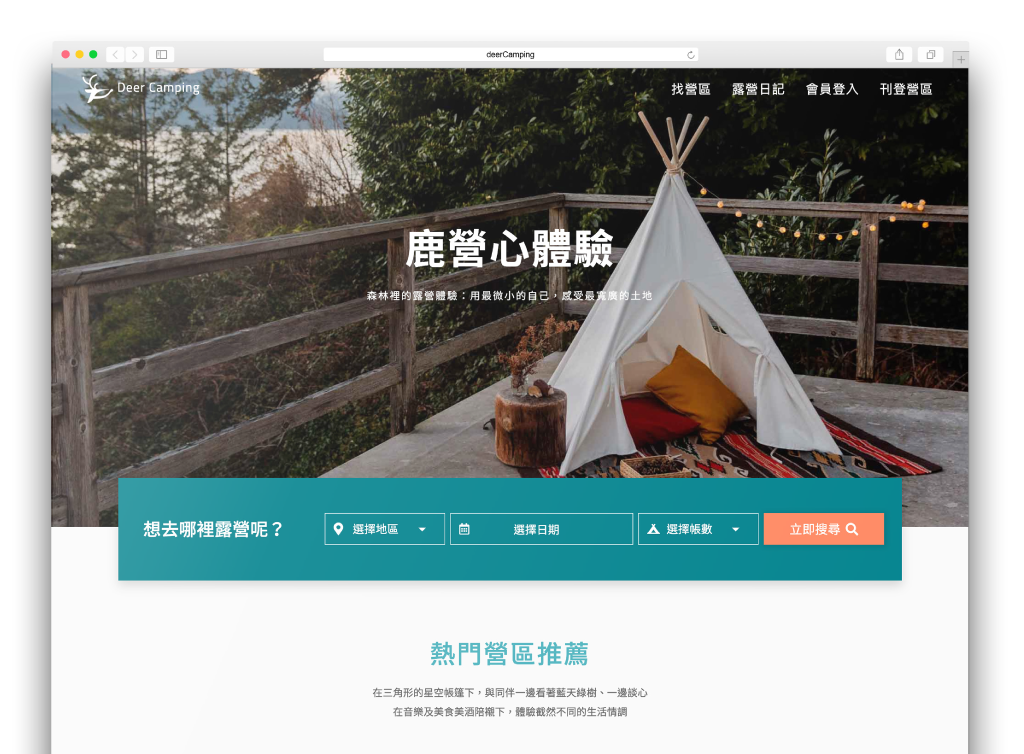 deerCamping
Deer Camping
找營區 露營日記 會員登入 刊登營區
鹿營心體驗
森林裡的露營體驗：用最微小的自己，感受最寬廣的土地
想去哪裡露營呢？ 選擇地區 選擇日期 選擇帳數 立即搜尋
熱門營區推薦
在三角形的星空帳篷下，與同伴一邊看著藍天綠樹、一邊談心
在音樂及美食美酒陪襯下，體驗截然不同的生活情調